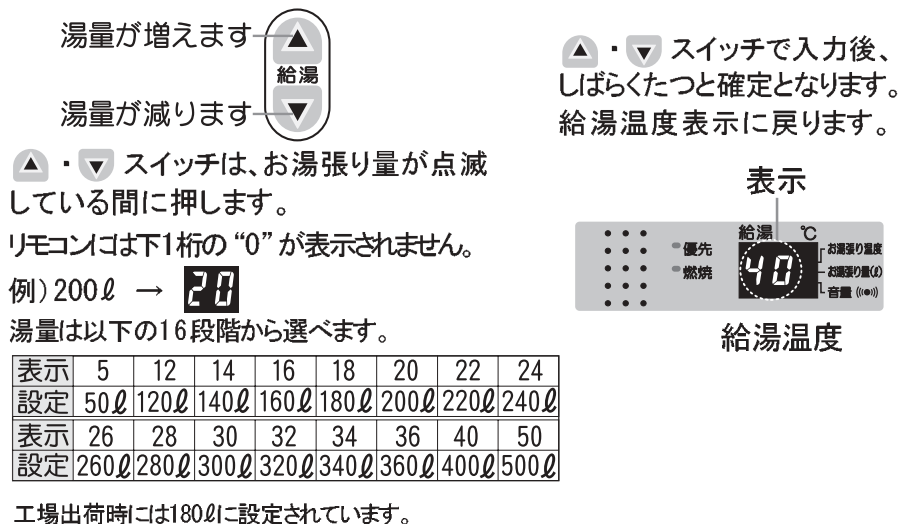 湯量が増えます
給湯
湯量が減ります
▲・▼ スイッチは、お湯張り量が点滅
している間に押します。
リモコンには下1桁の“0”が表示されません。
例）200ℓ → 20
湯量は以下の16段階から選べます。
表示 5 12 14 16 18 20 22 24
設定 50ℓ 120ℓ 140ℓ 160ℓ 180ℓ 200ℓ 220ℓ 240ℓ
表示 26 28 30 32 34 36 40 50
設定 260ℓ 280ℓ 300ℓ 320ℓ 340ℓ 360ℓ 400ℓ 500ℓ
工場出荷時には180ℓに設定されています。
▲・▼ スイッチで入力後、
しばらくたつと確定となります。
給湯温度表示に戻ります。
表示
給湯 ℃
優先
燃焼
40
お湯張り温度
お湯張り量(ℓ)
音量
給湯温度